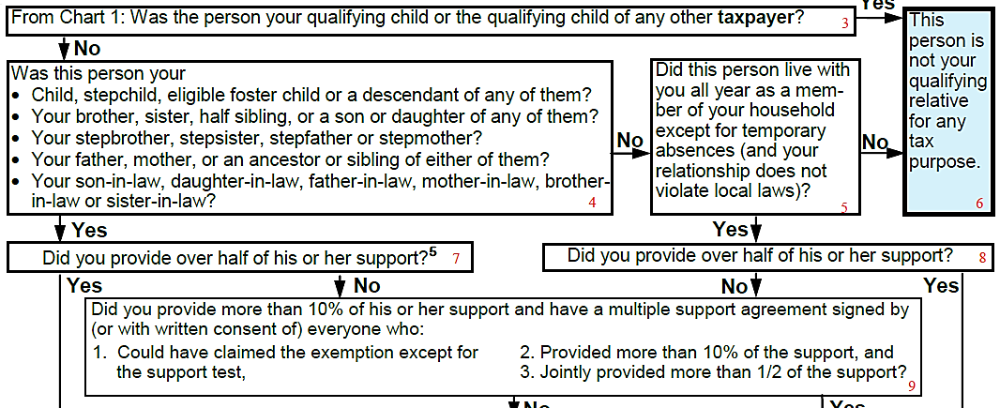 From Chart 1: Was the person your qualifying child or the qualifying child of any other taxpayer? 3
Yes
This
person is
not your
qualifying
relative
for any
tax
purpose.
6
No
Was this person your
• Child, stepchild, eligible foster child or a descendant of any of them?
• Your brother, sister, half sibling, or a son or daughter of any of them?
• Your stepbrother, stepsister, stepfather or stepmother?
• Your father, mother, or an ancestor or sibling of either of them?
• Your son-in-law, daughter-in-law, father-in-law, mother-in-law, brother-
in-law or sister-in-law?
4
No
Did this person live with
you all year as a mem-
ber of your household
except for temporary
absences (and your
relationship does not
violate local laws)?
5
No
Yes
Yes
Did you provide over half of his or her support?5 7
Did you provide over half of his or her support? 8
Yes
No
No
Yes
Did you provide more than 10% of his or her support and have a multiple support agreement signed by
(or with written consent of) everyone who:
1. Could have claimed the exemption except for
the support test,
2. Provided more than 10% of the support, and
3. Jointly provided more than 1/2 of the support?
9
No
Yes